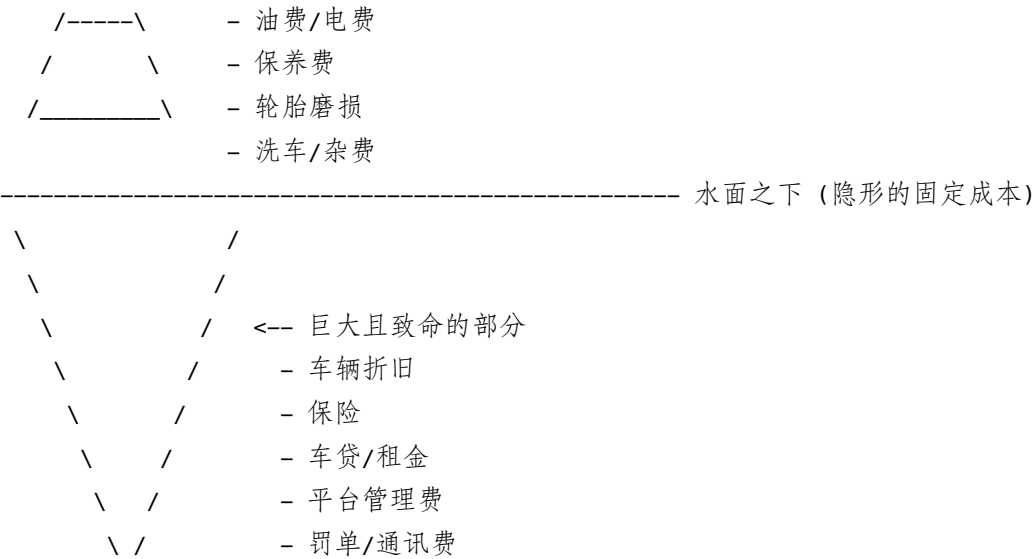 /-----\ - 油费/电费
/ \ - 保养费
/_________\ - 轮胎磨损
- 洗车/杂费
--------------------------------------------------- 水面之下 (隐形的固定成本)
\ /
\ /
\ / <-- 巨大且致命的部分
\ / - 车辆折旧
\ / - 保险
\ / - 车贷/租金
\ / - 平台管理费
\ / - 罚单/通讯费